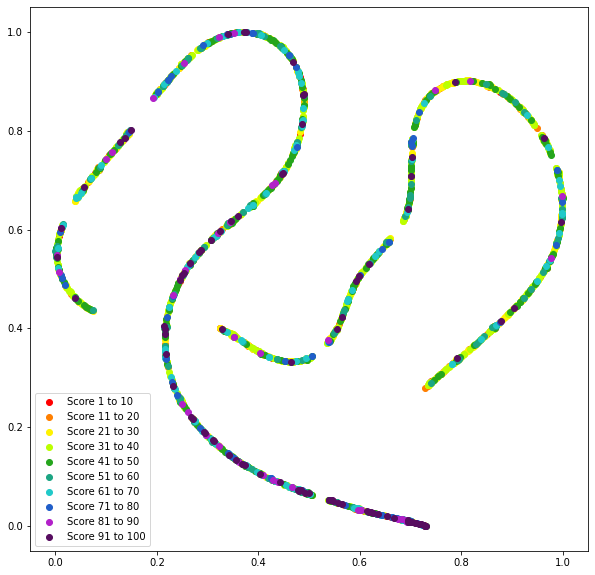 1.0
0.8
0.6
0.4
0.2
0.0
Score 1 to 10
Score 11 to 20
Score 21 to 30
Score 31 to 40
Score 41 to 50
Score 51 to 60
Score 61 to 70
Score 71 to 80
Score 81 to 90
Score 91 to 100
0.0 0.2 0.4 0.6 0.8 1.0